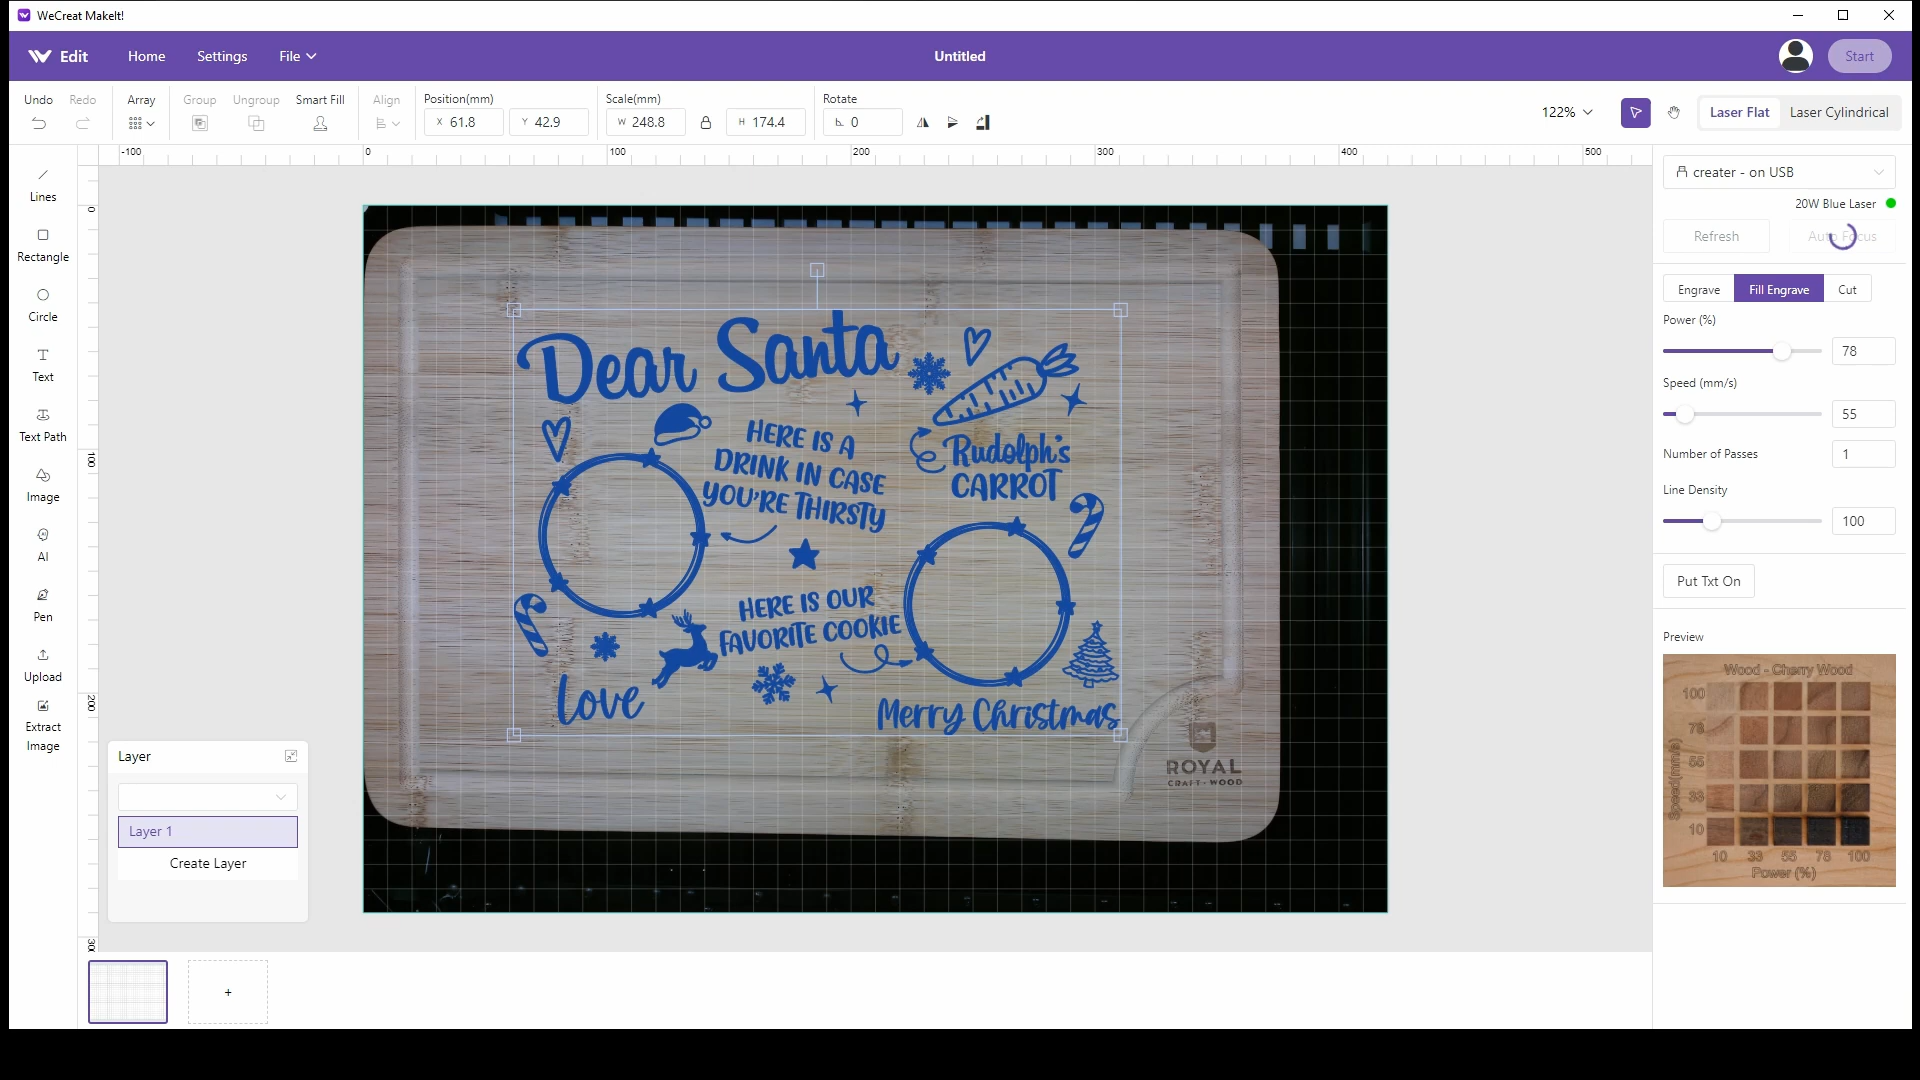 WeCreat MakeIt!
Edit
Home
Settings
File
Untitled
Start
Undo
Redo
Array
Group
Ungroup
Smart Fill
Align
Position(mm)
X 61.8
Y 42.9
Scale(mm)
W 248.8
H 174.4
Rotate
0
122%
Laser Flat
Laser Cylindrical
-100
0
100
200
300
400
500
0
100
200
30
Lines
Rectangle
Circle
Text
Text Path
Image
AI
Pen
Upload
Extract
Image
Dear Santa
HERE IS A
DRINK IN CASE
YOU'RE THIRSTY
Rudolph's
CARROT
HERE IS OUR
FAVORITE COOKIE
Love
Merry Christmas
ROYAL
CRAFT-WOOD
Layer
Layer 1
Create Layer
+
creater - on USB
20W Blue Laser
Refresh
Auto Focus
Engrave
Fill Engrave
Cut
Power (%)
78
Speed (mm/s)
55
Number of Passes
1
Line Density
100
Put Txt On
Preview
Wood - Cherry Wood
Speed(mm/s)
100
78
55
33
10
10 33 55 78 100
Power (%)